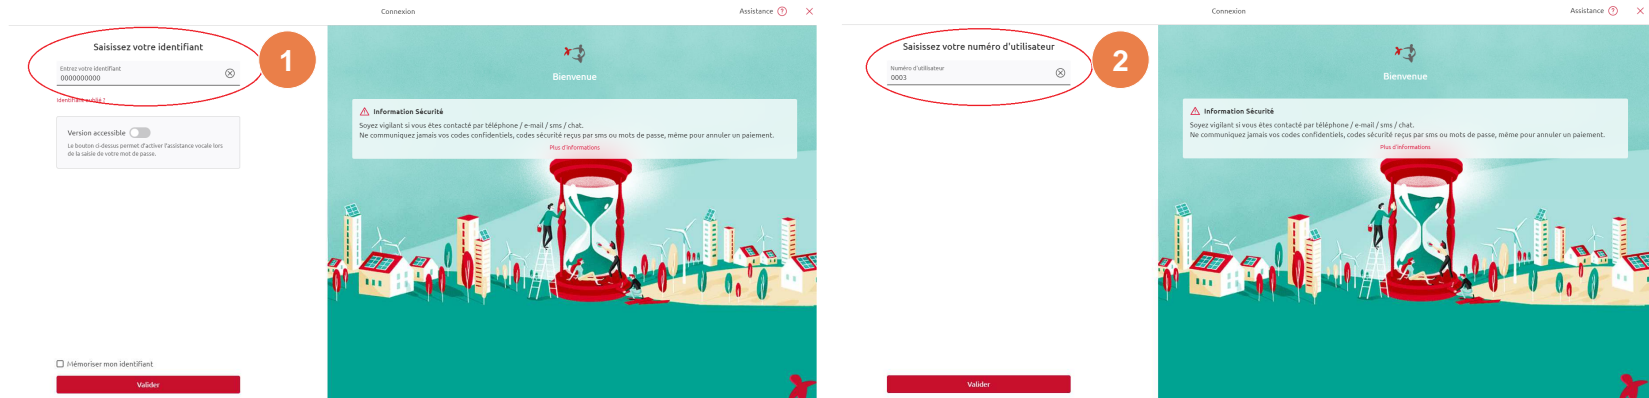 Connexion
Assistance ?
Saisissez votre identifiant
1
Entrez votre identifiant
0000000000
Identifiant oublié ?
Version accessible
Le bouton ci-dessus permet d'activer l'assistance vocale lors
de la saisie de votre mot de passe.
Mémoriser mon identifiant
Valider
Bienvenue
Information Sécurité
Soyez vigilant si vous êtes contacté par téléphone / e-mail / sms / chat.
Ne communiquez jamais vos codes confidentiels, codes sécurité reçus par sms ou mots de passe, même pour annuler un paiement.
Plus d'informations
Connexion
Assistance ?
Saisissez votre numéro d'utilisateur
2
Numéro d'utilisateur
0003
Valider
Bienvenue
Information Sécurité
Soyez vigilant si vous êtes contacté par téléphone / e-mail / sms / chat.
Ne communiquez jamais vos codes confidentiels, codes sécurité reçus par sms ou mots de passe, même pour annuler un paiement.
Plus d'informations